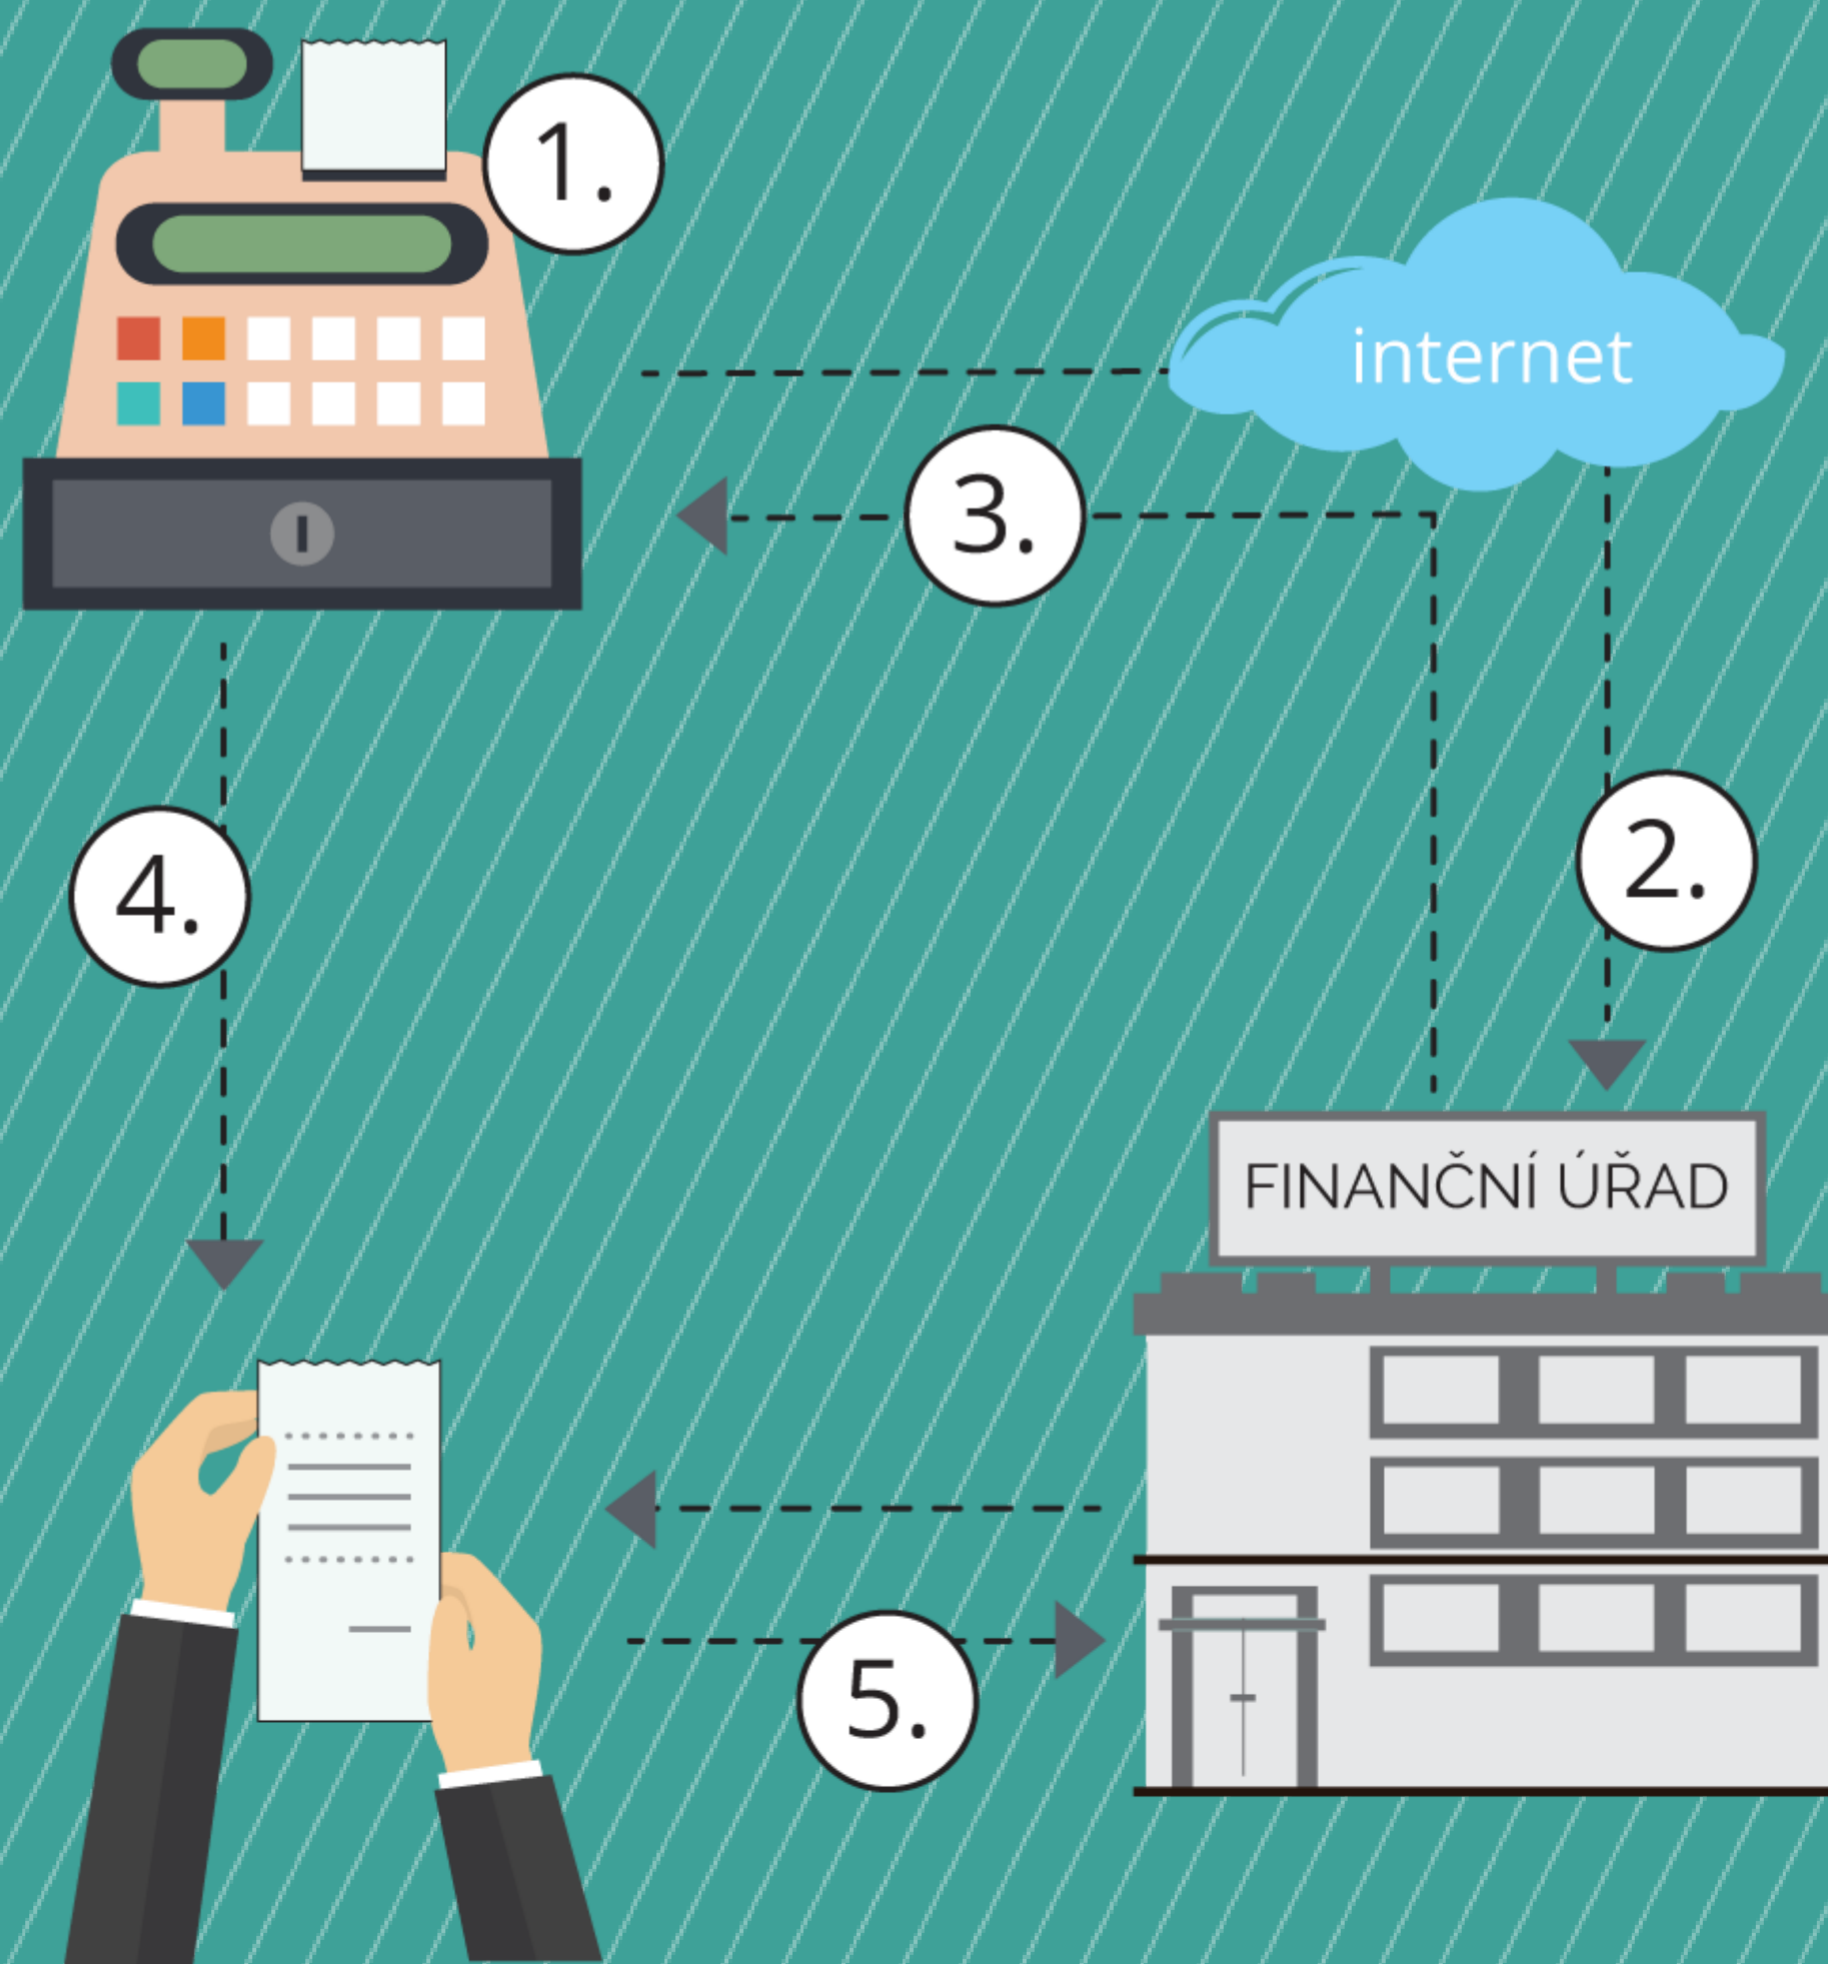 1.
internet
3.
2.
4.
FINANČNÍ ÚŘAD
5.